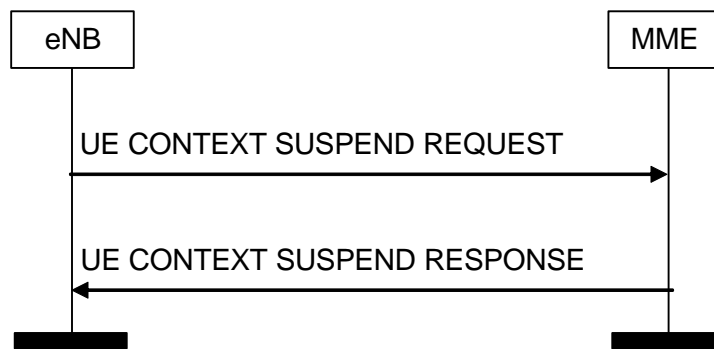 eNB
MME
UE CONTEXT SUSPEND REQUEST
UE CONTEXT SUSPEND RESPONSE